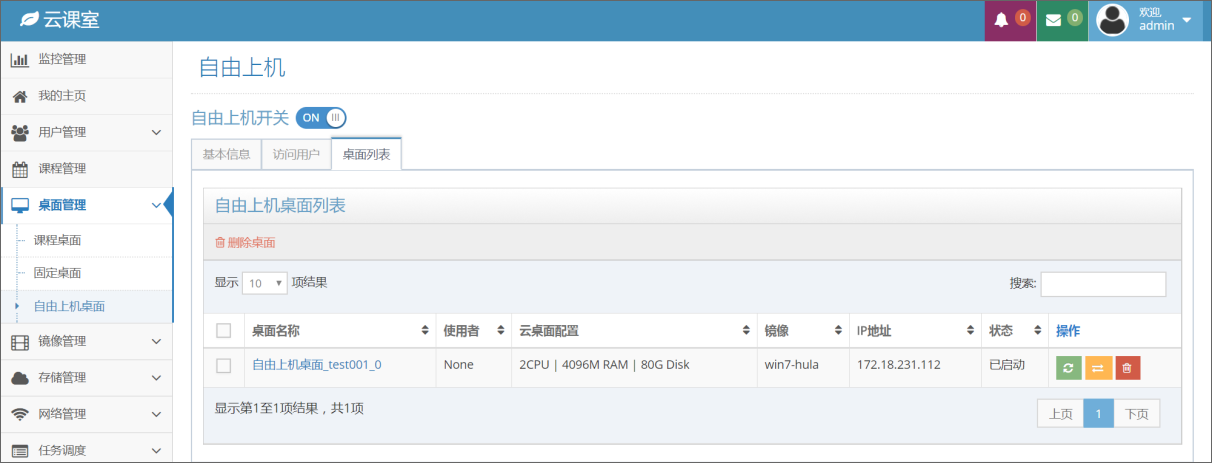 云课室
0
0
欢迎,
admin
监控管理
我的主页
用户管理
课程管理
桌面管理
课程桌面
固定桌面
自由上机桌面
镜像管理
存储管理
网络管理
任务调度
自由上机
自由上机开关 ON
基本信息 访问用户 桌面列表
自由上机桌面列表
删除桌面
显示 10 项结果 搜索:
桌面名称 使用者 云桌面配置 镜像 IP地址 状态 操作
自由上机桌面_test001_0 None 2CPU | 4096M RAM | 80G Disk win7-hula 172.18.231.112 已启动
显示第1至1项结果，共1项 上页 1 下页